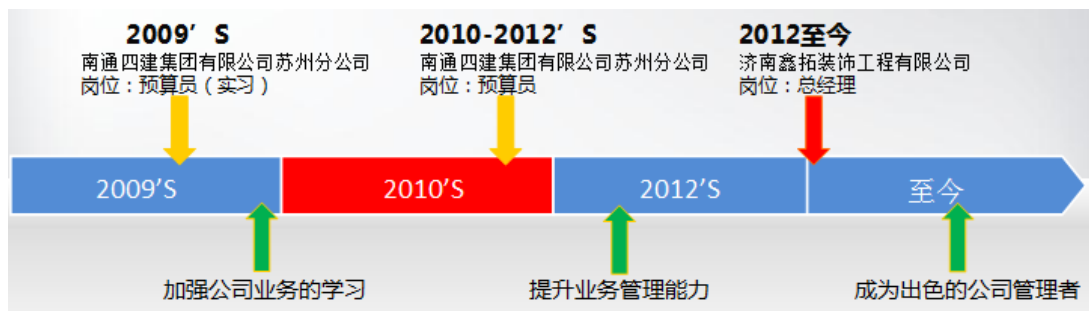 2009’S
南通四建集团有限公司苏州分公司
岗位：预算员（实习）
2010-2012’S
南通四建集团有限公司苏州分公司
岗位：预算员
2012至今
济南鑫拓装饰工程有限公司
岗位：总经理
2009’S
2010’S
2012’S
至今
加强公司业务的学习
提升业务管理能力
成为出色的公司管理者